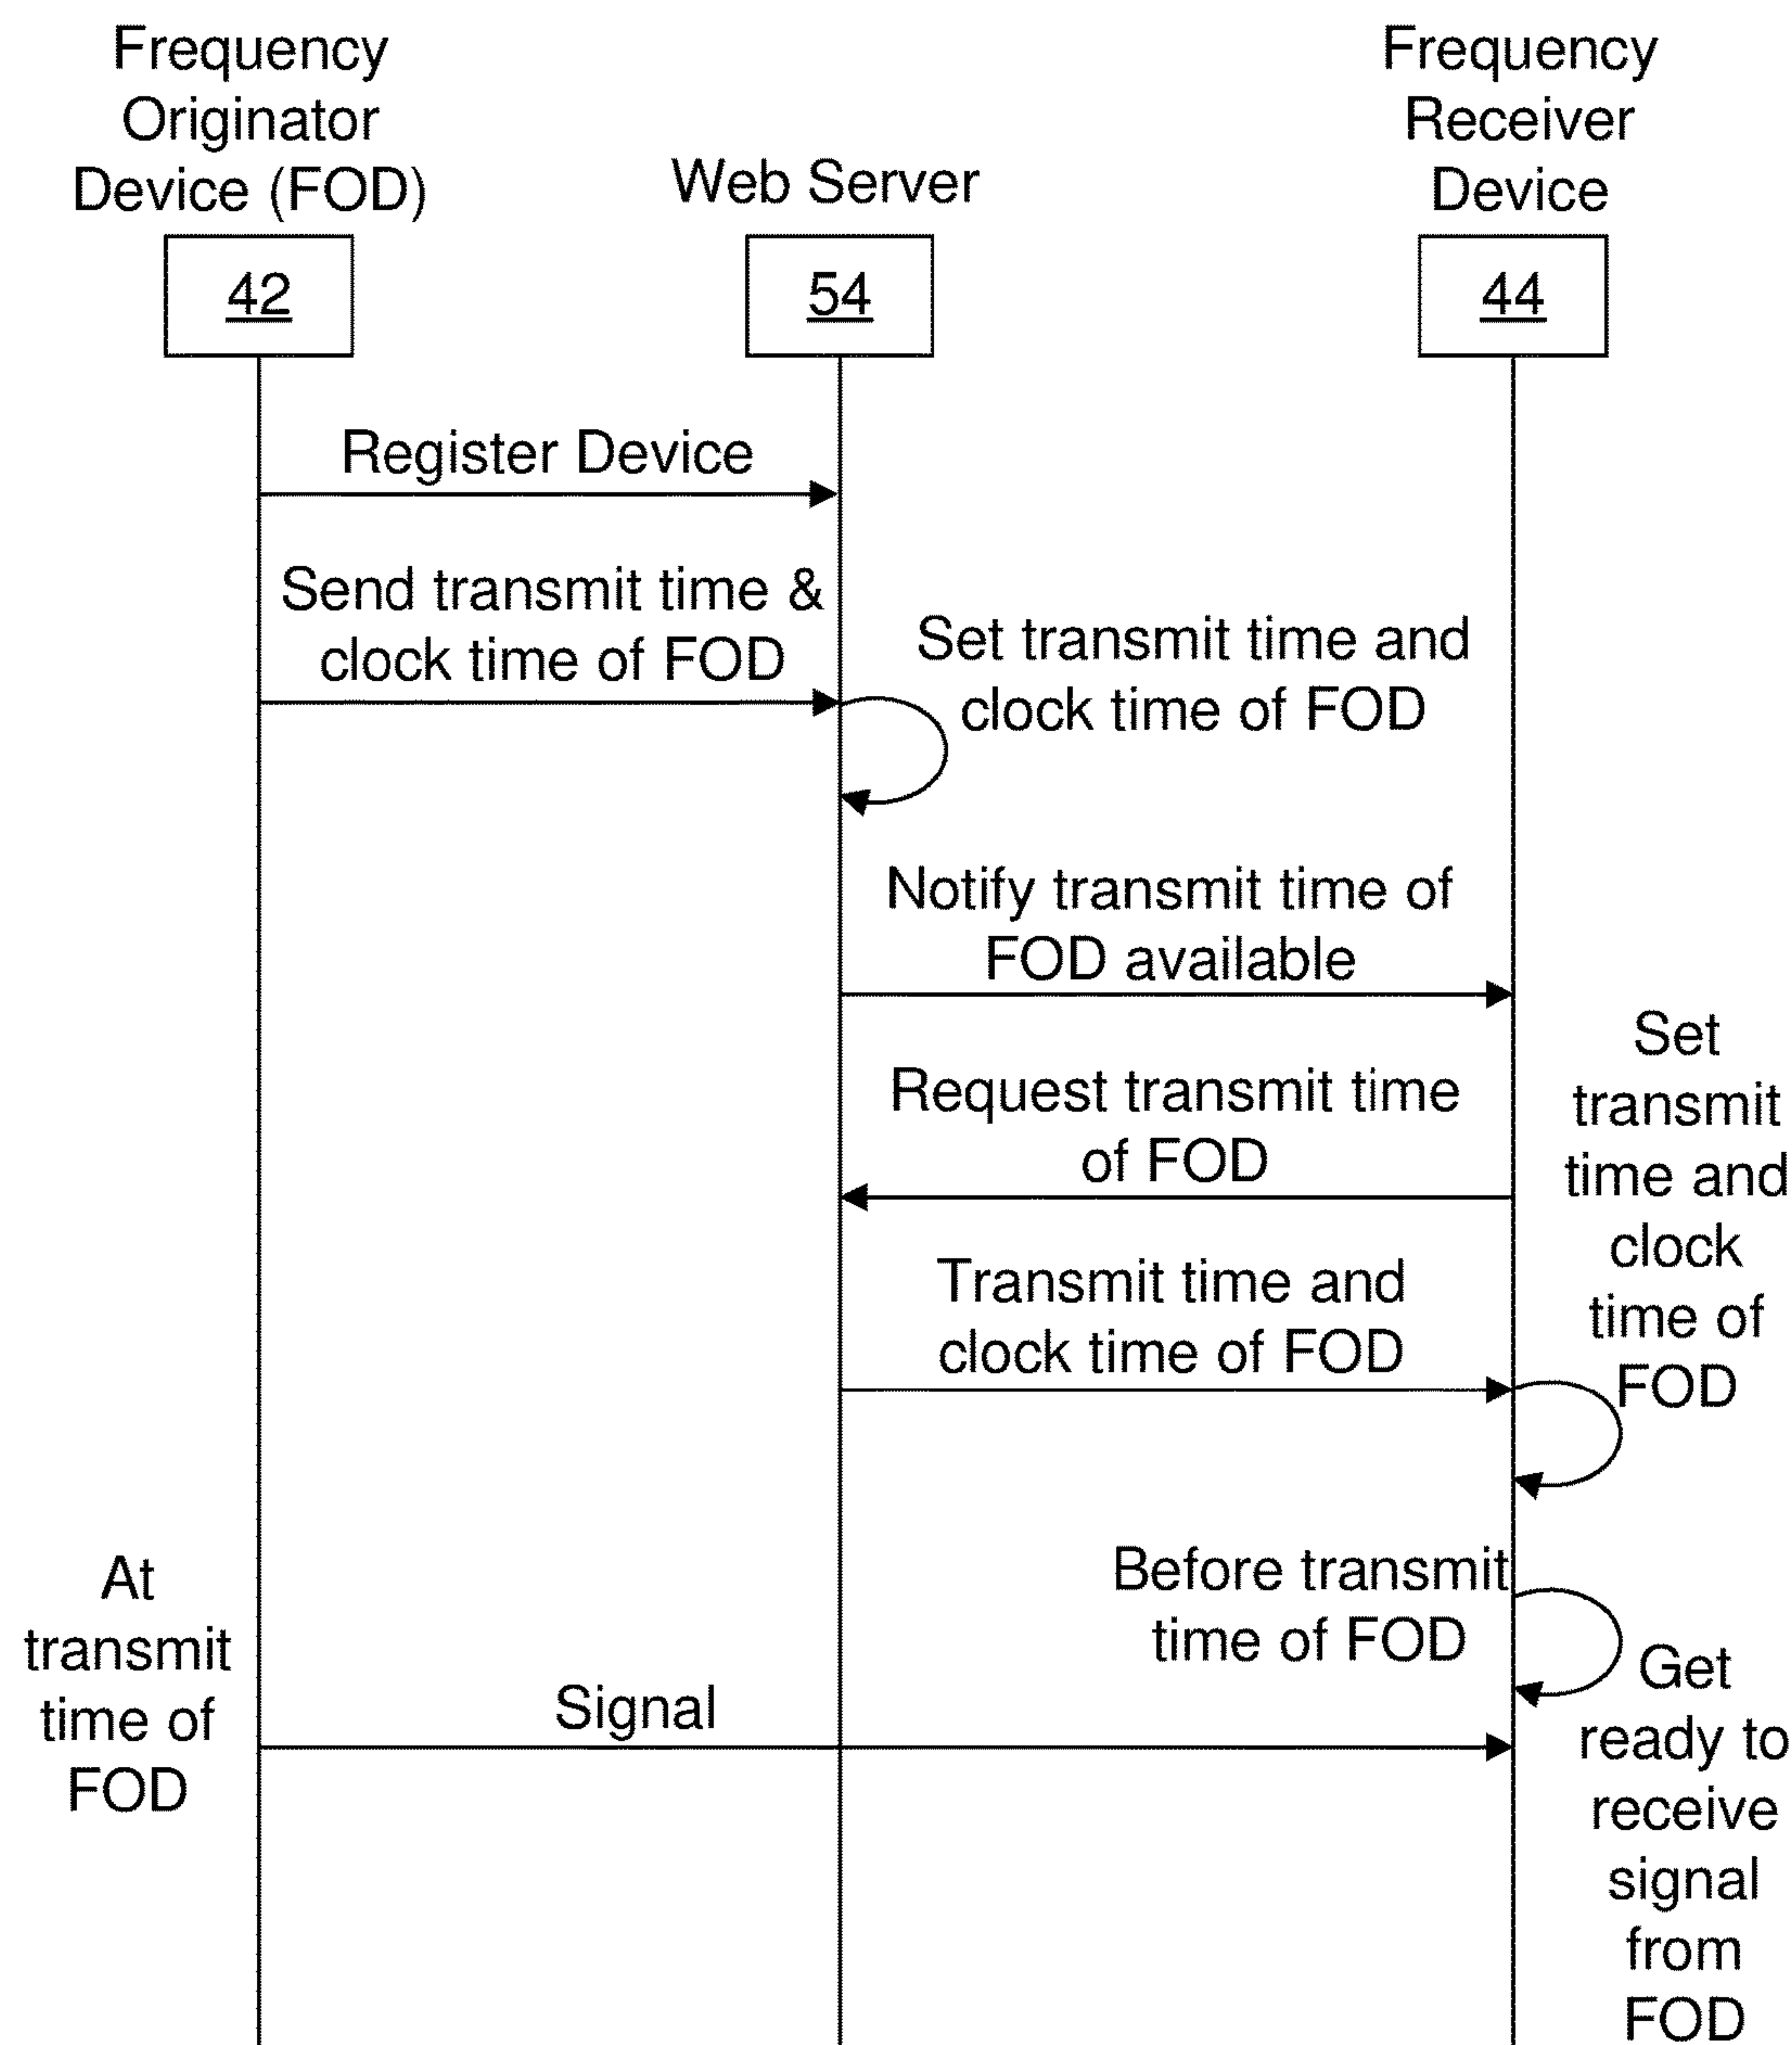 Frequency
Originator
Device (FOD)
Web Server
Frequency
Receiver
Device
42
54
44
Register Device
Send transmit time &
clock time of FOD
Set transmit time and
clock time of FOD
Notify transmit time of
FOD available
Request transmit time
of FOD
Set
transmit
time and
clock
time of
FOD
Transmit time and
clock time of FOD
Before transmit
time of FOD
At
transmit
time of
FOD
Signal
Get
ready to
receive
signal
from
FOD